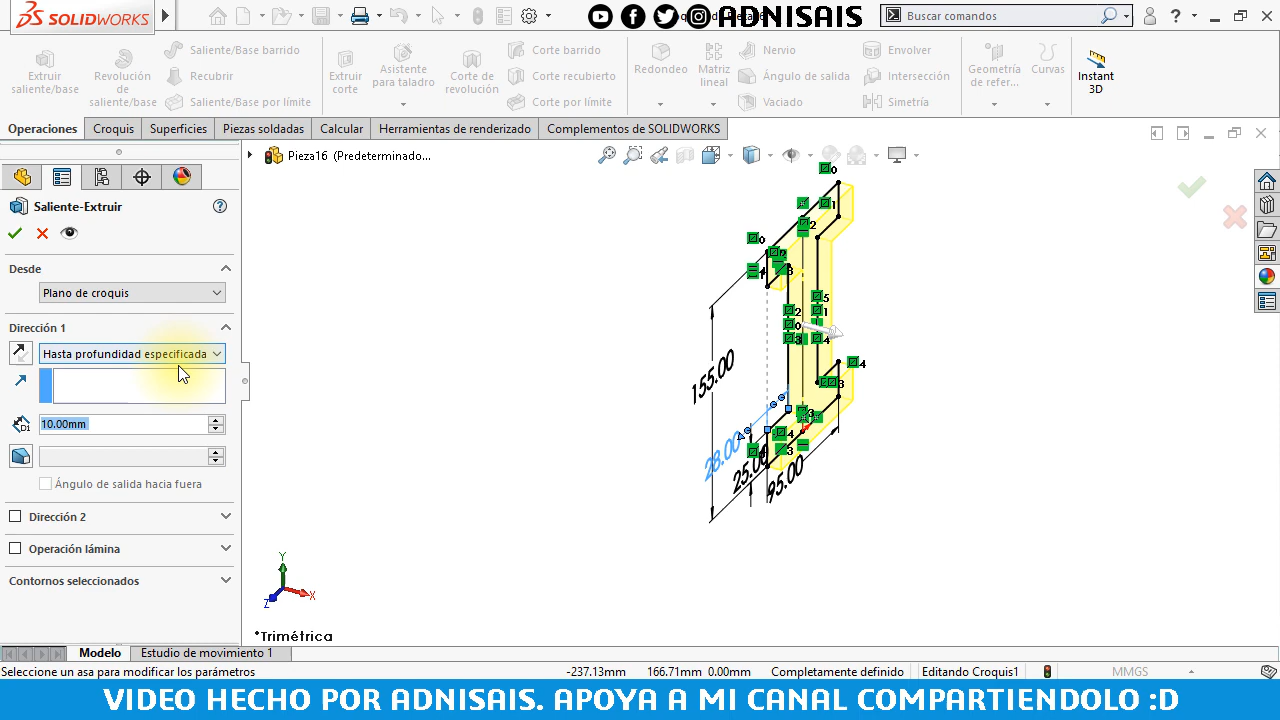 SOLIDWORKS
ADNISAIS
Buscar comandos
Extruir saliente/base
Revolución de saliente/base
Saliente/Base barrido
Recubrir
Saliente/Base por límite
Extruir corte
Asistente para taladro
Corte de revolución
Corte barrido
Corte recubierto
Corte por límite
Redondeo
Matriz lineal
Nervio
Ángulo de salida
Vaciado
Envolver
Intersección
Simetría
Geometría de refer...
Curvas
Instant 3D
Operaciones
Croquis
Superficies
Piezas soldadas
Calcular
Herramientas de renderizado
Complementos de SOLIDWORKS
Pieza16 (Predeterminado...
Saliente-Extruir
Desde
Plano de croquis
Dirección 1
Hasta profundidad especificada
10.00mm
Ángulo de salida hacia fuera
Dirección 2
Operación lámina
Contornos seleccionados
155.00
28.00
25.00
95.00
Y
X
Z
*Trimétrica
Modelo
Estudio de movimiento 1
Seleccione un asa para modificar los parámetros
-237.13mm
166.71mm 0.00mm
Completamente definido
Editando Croquis1
MMGS
VIDEO HECHO POR ADNISAIS. APOYA A MI CANAL COMPARTIENDOLO :D